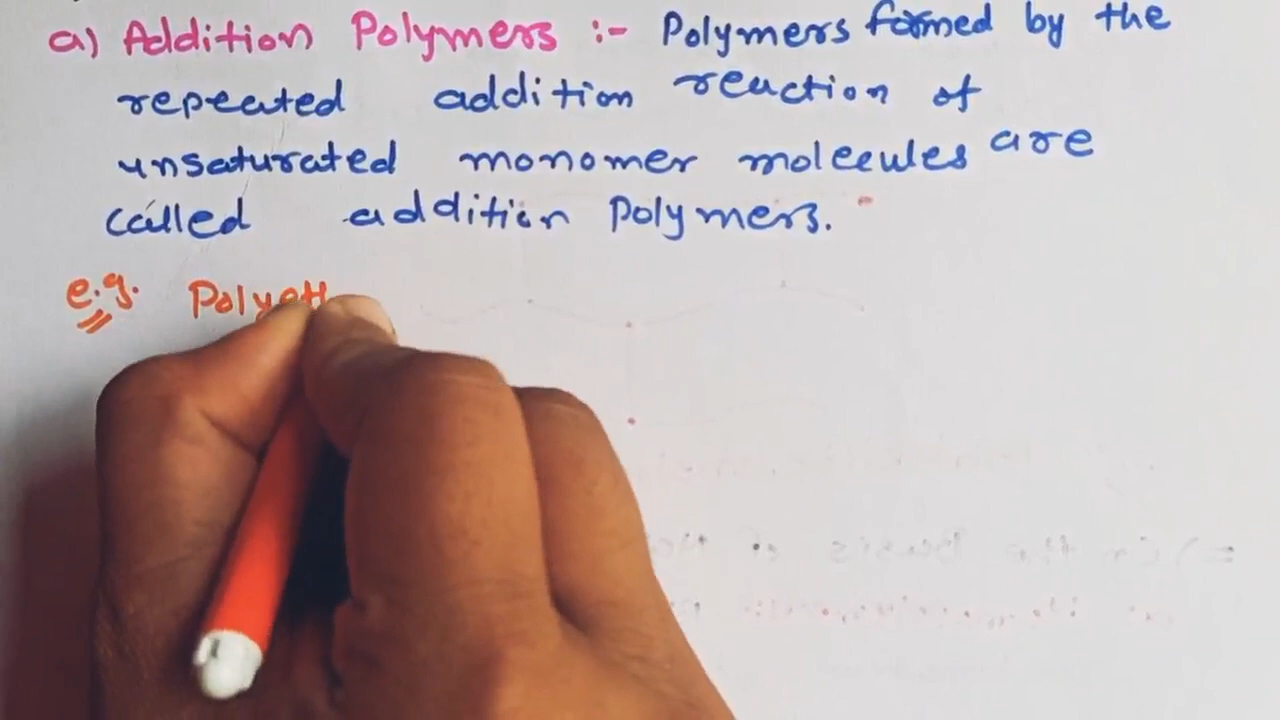 a) Addition Polymers :- Polymers formed by the
repeated addition reaction of
unsaturated monomer molecules are
called addition Polymers.
e.g. Polyeth